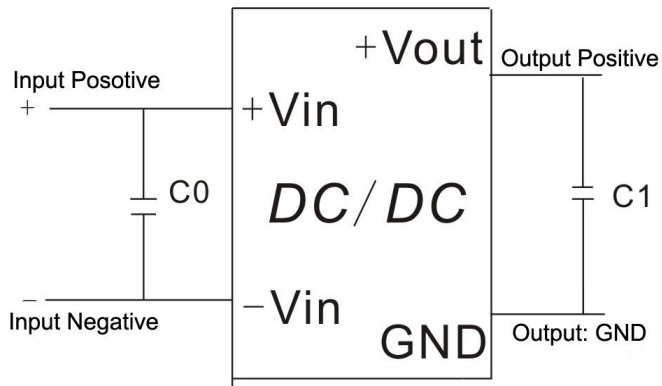 +Vout
Output Positive
Input Posotive
+
+Vin
C0
DC/DC
C1
−
−Vin
Input Negative
GND
Output: GND